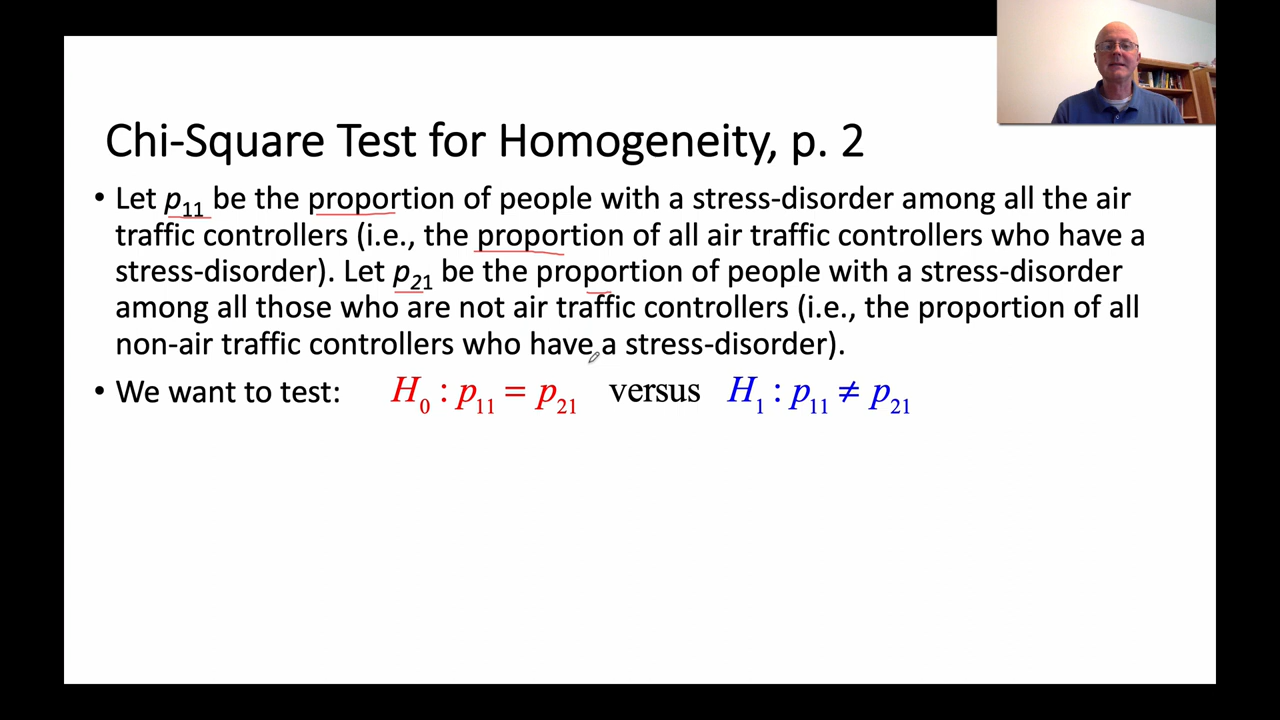 Chi-Square Test for Homogeneity, p. 2
• Let p₁₁ be the proportion of people with a stress-disorder among all the air
traffic controllers (i.e., the proportion of all air traffic controllers who have a
stress-disorder). Let p₂₁ be the proportion of people with a stress-disorder
among all those who are not air traffic controllers (i.e., the proportion of all
non-air traffic controllers who have a stress-disorder).
• We want to test: H₀ : p₁₁ = p₂₁ versus H₁ : p₁₁ ≠ p₂₁